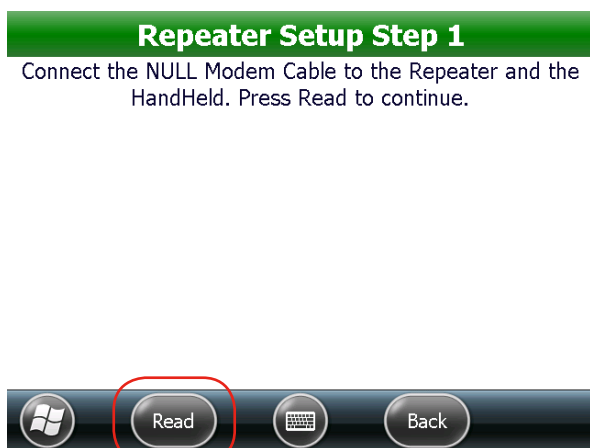 Repeater Setup Step 1
Connect the NULL Modem Cable to the Repeater and the
HandHeld. Press Read to continue.
Read
Back